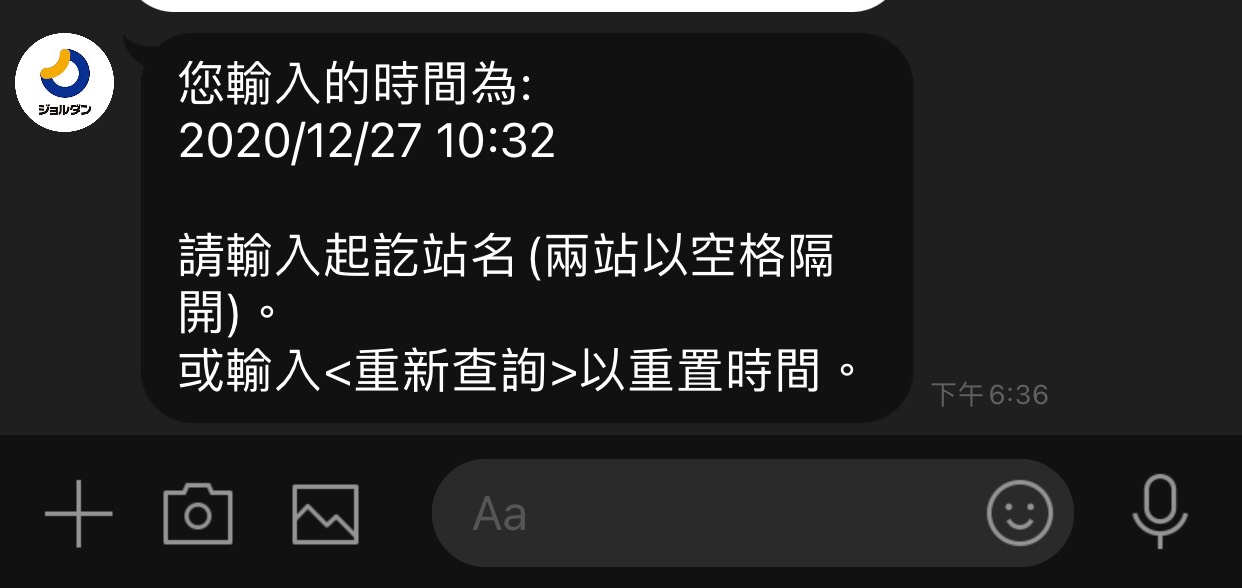 ジョルダン
您輸入的時間為:
2020/12/27 10:32
請輸入起訖站名 (兩站以空格隔
開)。
或輸入<重新查詢>以重置時間。
下午 6:36
Aa